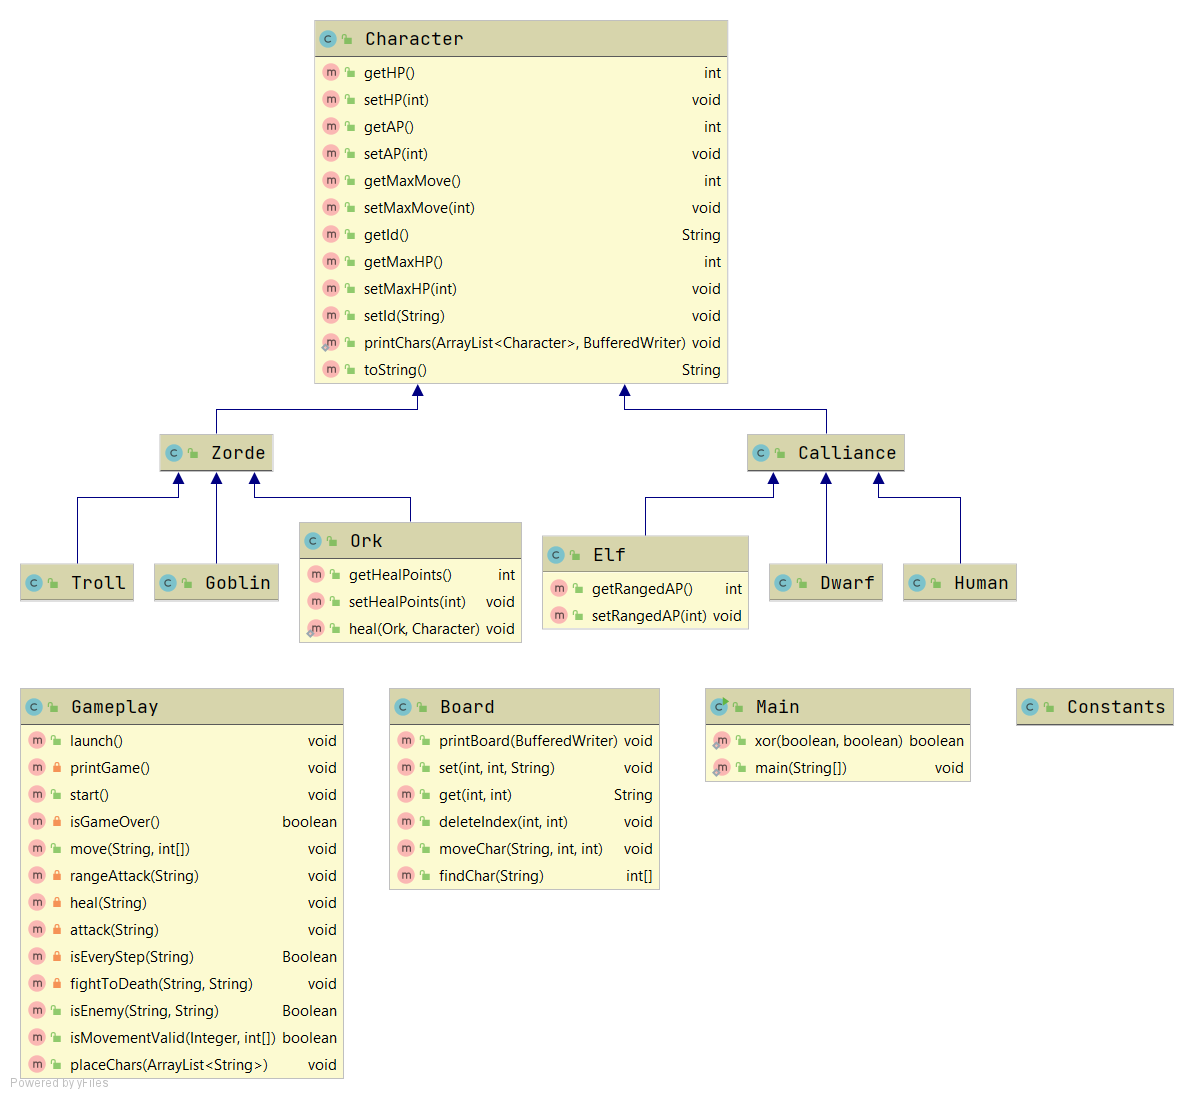 Character
getHP() int
setHP(int) void
getAP() int
setAP(int) void
getMaxMove() int
setMaxMove(int) void
getId() String
getMaxHP() int
setMaxHP(int) void
setId(String) void
printChars(ArrayList<Character>, BufferedWriter) void
toString() String
Zorde
Calliance
Troll
Goblin
Ork
getHealPoints() int
setHealPoints(int) void
heal(Ork, Character) void
Elf
getRangedAP() int
setRangedAP(int) void
Dwarf
Human
Gameplay
launch() void
printGame() void
start() void
isGameOver() boolean
move(String, int[]) void
rangeAttack(String) void
heal(String) void
attack(String) void
isEveryStep(String) Boolean
fightToDeath(String, String) void
isEnemy(String, String) Boolean
isMovementValid(Integer, int[]) boolean
placeChars(ArrayList<String>) void
Board
printBoard(BufferedWriter) void
set(int, int, String) void
get(int, int) String
deleteIndex(int, int) void
moveChar(String, int, int) void
findChar(String) int[]
Main
xor(boolean, boolean) boolean
main(String[]) void
Constants
Powered by yFiles